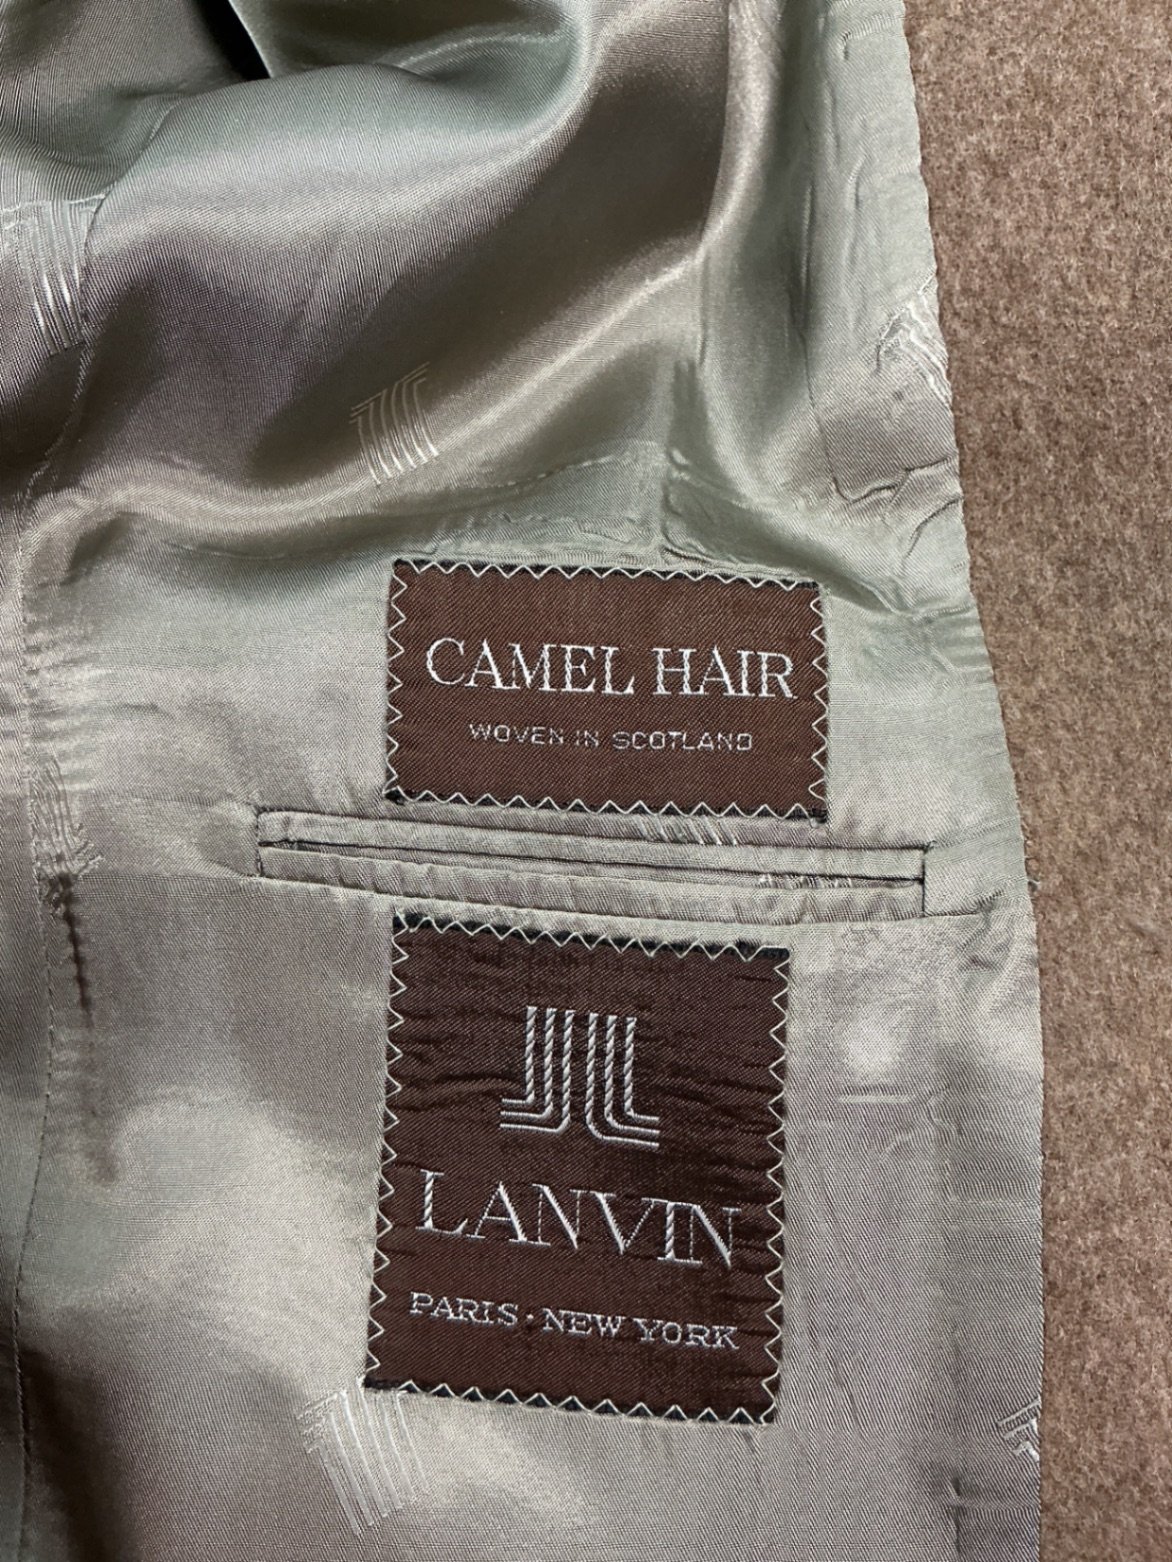 CAMEL HAIR
WOVEN IN SCOTLAND
LANVIN
PARIS · NEW YORK